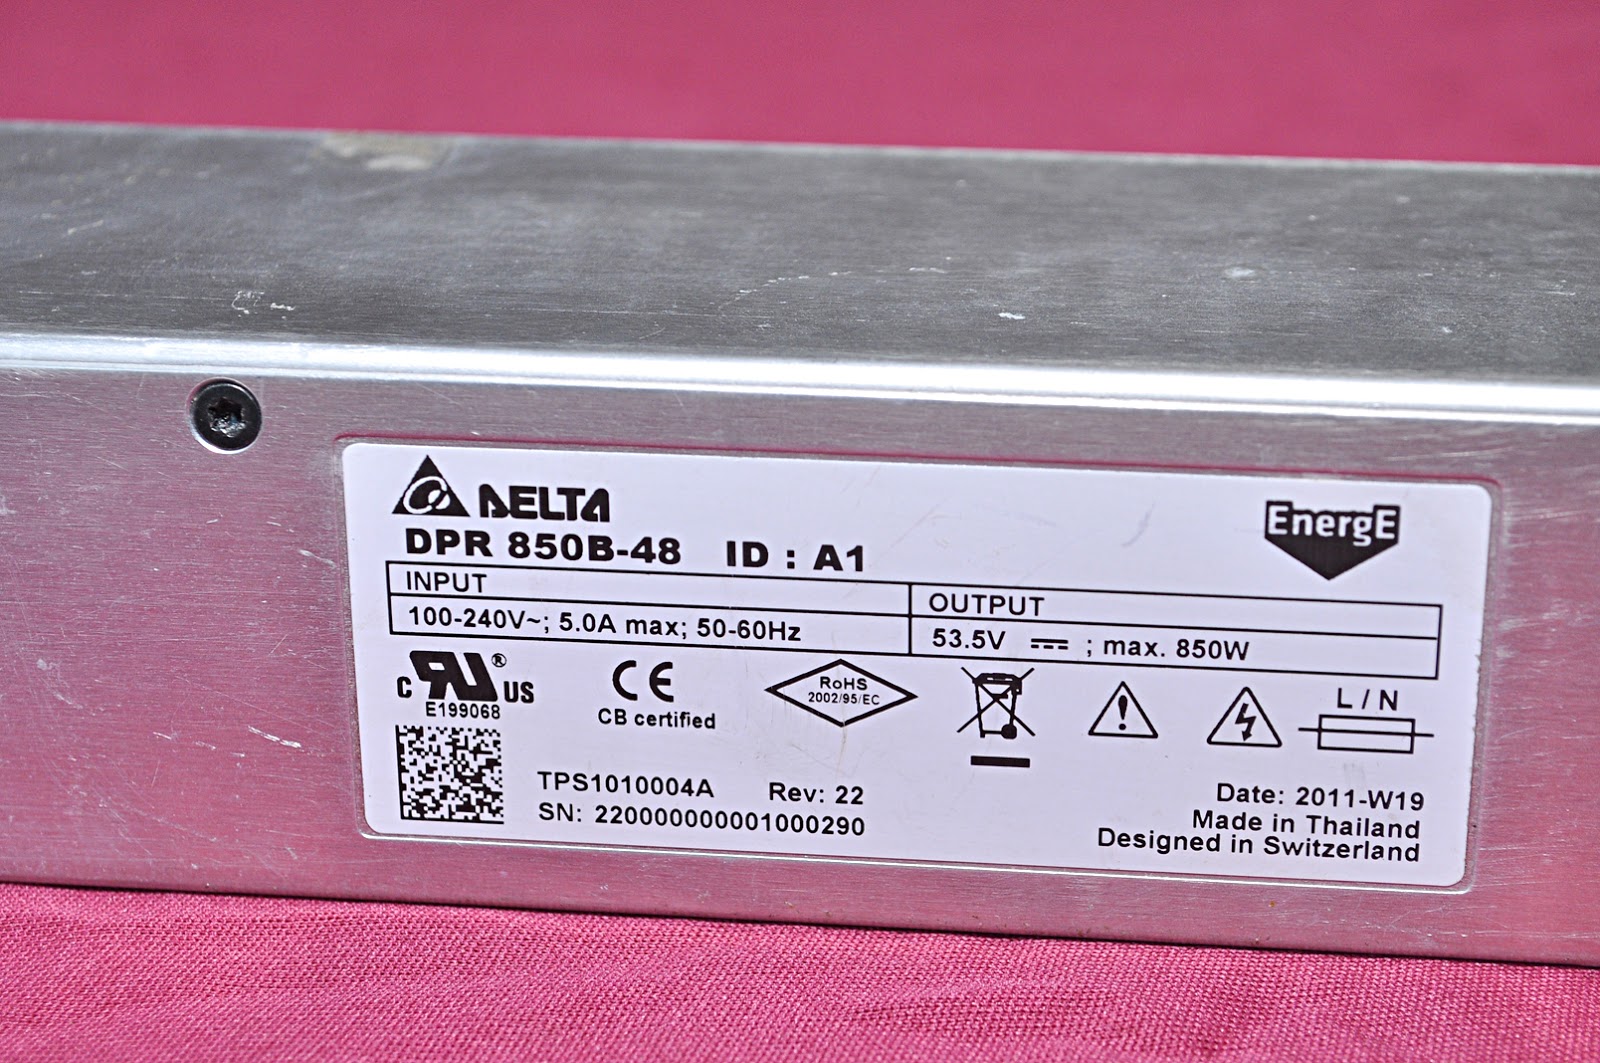 DELTA
EnergE
DPR 850B-48 ID : A1
INPUT
OUTPUT
100-240V~; 5.0A max; 50-60Hz
53.5V ⎓ ; max. 850W
C RU ® US
E199068
CE
CB certified
RoHS
2002/95/EC
L / N
TPS1010004A Rev: 22
SN: 220000000001000290
Date: 2011-W19
Made in Thailand
Designed in Switzerland